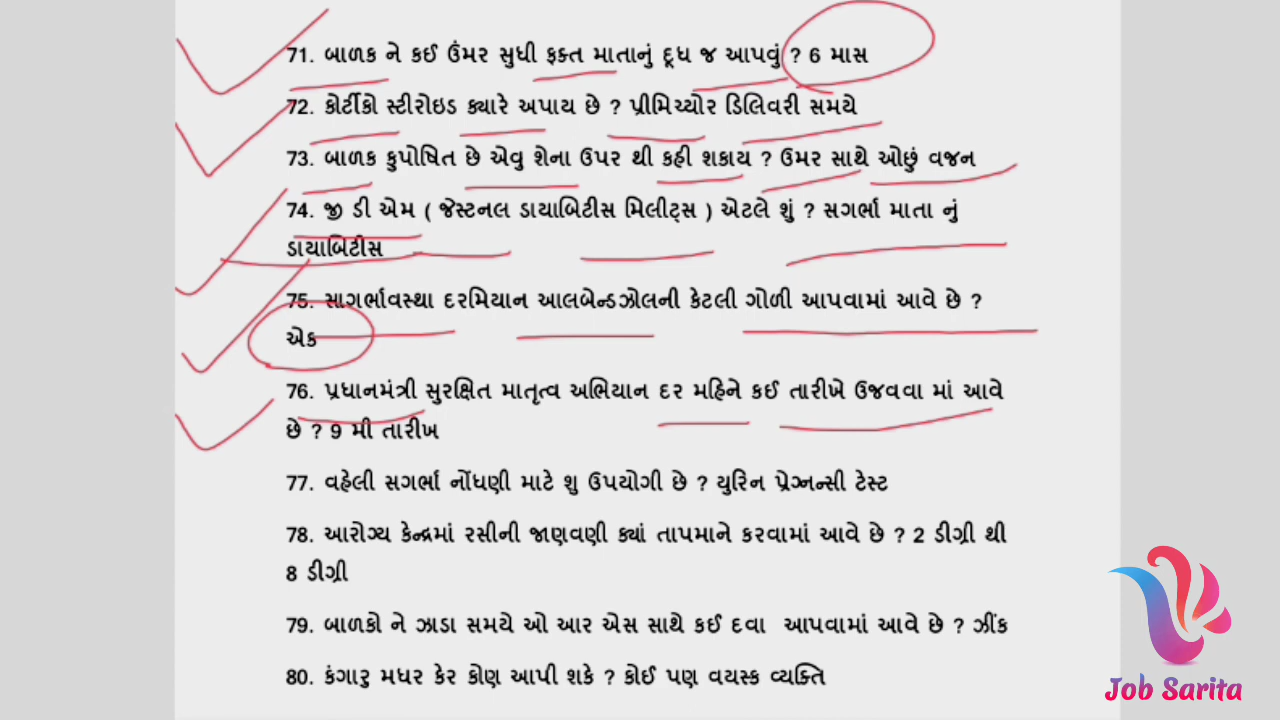 71. બાળક ને કઈ ઉંમર સુધી ફક્ત માતાનું દૂધ જ આપવું ? 6 માસ
72. કોર્ટીકો સ્ટીરોઇડ ક્યારે અપાય છે ? પ્રીમિચ્યોર ડિલિવરી સમયે
73. બાળક કુપોષિત છે એવુ શેના ઉપર થી કહી શકાય ? ઉમર સાથે ઓછું વજન
74. જી ડી એમ ( જેસ્ટનલ ડાયાબિટીસ મિલીટ્સ ) એટલે શું ? સગર્ભા માતા નું
ડાયાબિટીસ
75. સાગર્ભાવસ્થા દરમિયાન આલબેન્ડઝોલની કેટલી ગોળી આપવામાં આવે છે ?
એક
76. પ્રધાનમંત્રી સુરક્ષિત માતૃત્વ અભિયાન દર મહિને કઈ તારીખે ઉજવવા માં આવે
છે ? 9 મી તારીખ
77. વહેલી સગર્ભા નોંધણી માટે શુ ઉપયોગી છે ? યુરિન પ્રેગ્નન્સી ટેસ્ટ
78. આરોગ્ય કેન્દ્રમાં રસીની જાણવણી ક્યાં તાપમાને કરવામાં આવે છે ? 2 ડીગ્રી થી
8 ડીગ્રી
79. બાળકો ને ઝાડા સમયે ઓ આર એસ સાથે કઈ દવા આપવામાં આવે છે ? ઝીંક
80. કંગારુ મધર કેર કોણ આપી શકે ? કોઈ પણ વયસ્ક વ્યક્તિ
Job Sarita